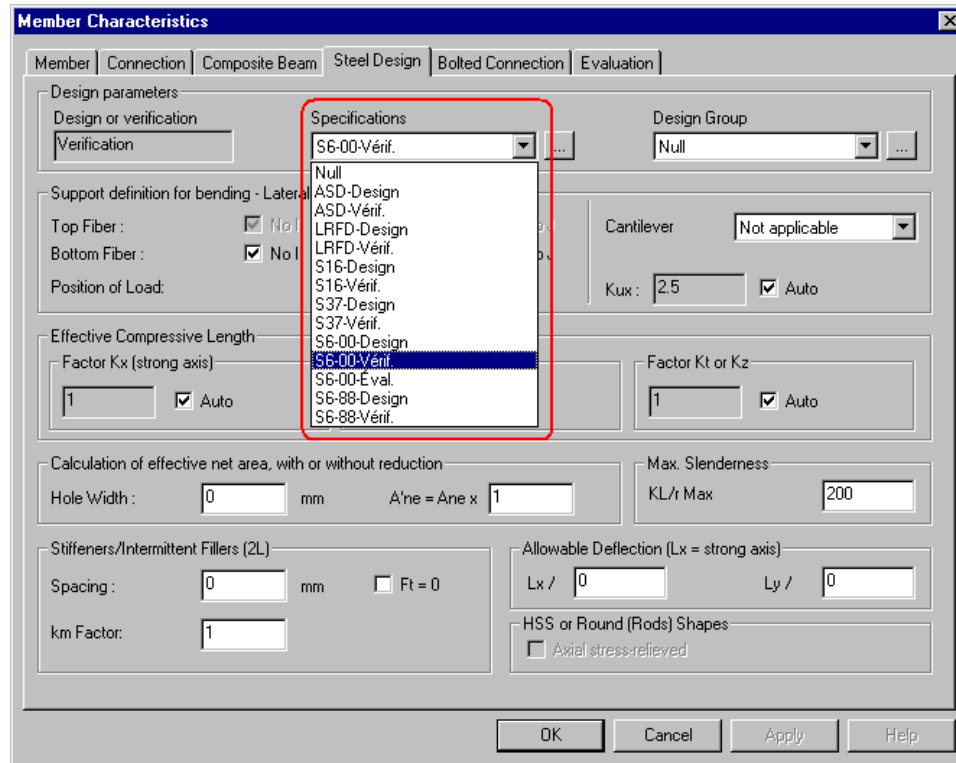 Member Characteristics
Member Connection Composite Beam Steel Design Bolted Connection Evaluation
Design parameters
Design or verification Specifications Design Group
Verification S6-00-Vérif. ... Null ...
Null
ASD-Design
ASD-Vérif.
LRFD-Design
LRFD-Vérif.
S16-Design
S16-Vérif.
S37-Design
S37-Vérif.
S6-00-Design
S6-00-Vérif.
S6-00-Éval.
S6-88-Design
S6-88-Vérif.
Support definition for bending - Lateral
Top Fiber : No Cantilever Not applicable
Bottom Fiber : No
Position of Load: Kux : 2.5 Auto
Effective Compressive Length
Factor Kx (strong axis) Factor Kt or Kz
1 Auto 1 Auto
Calculation of effective net area, with or without reduction Max. Slenderness
Hole Width : 0 mm A'ne = Ane x 1 KL/r Max 200
Stiffeners/Intermittent Fillers (2L) Allowable Deflection (Lx = strong axis)
Spacing : 0 mm Ft = 0 Lx / 0 Ly / 0
km Factor: 1 HSS or Round (Rods) Shapes
Axial stress-relieved
OK Cancel Apply Help